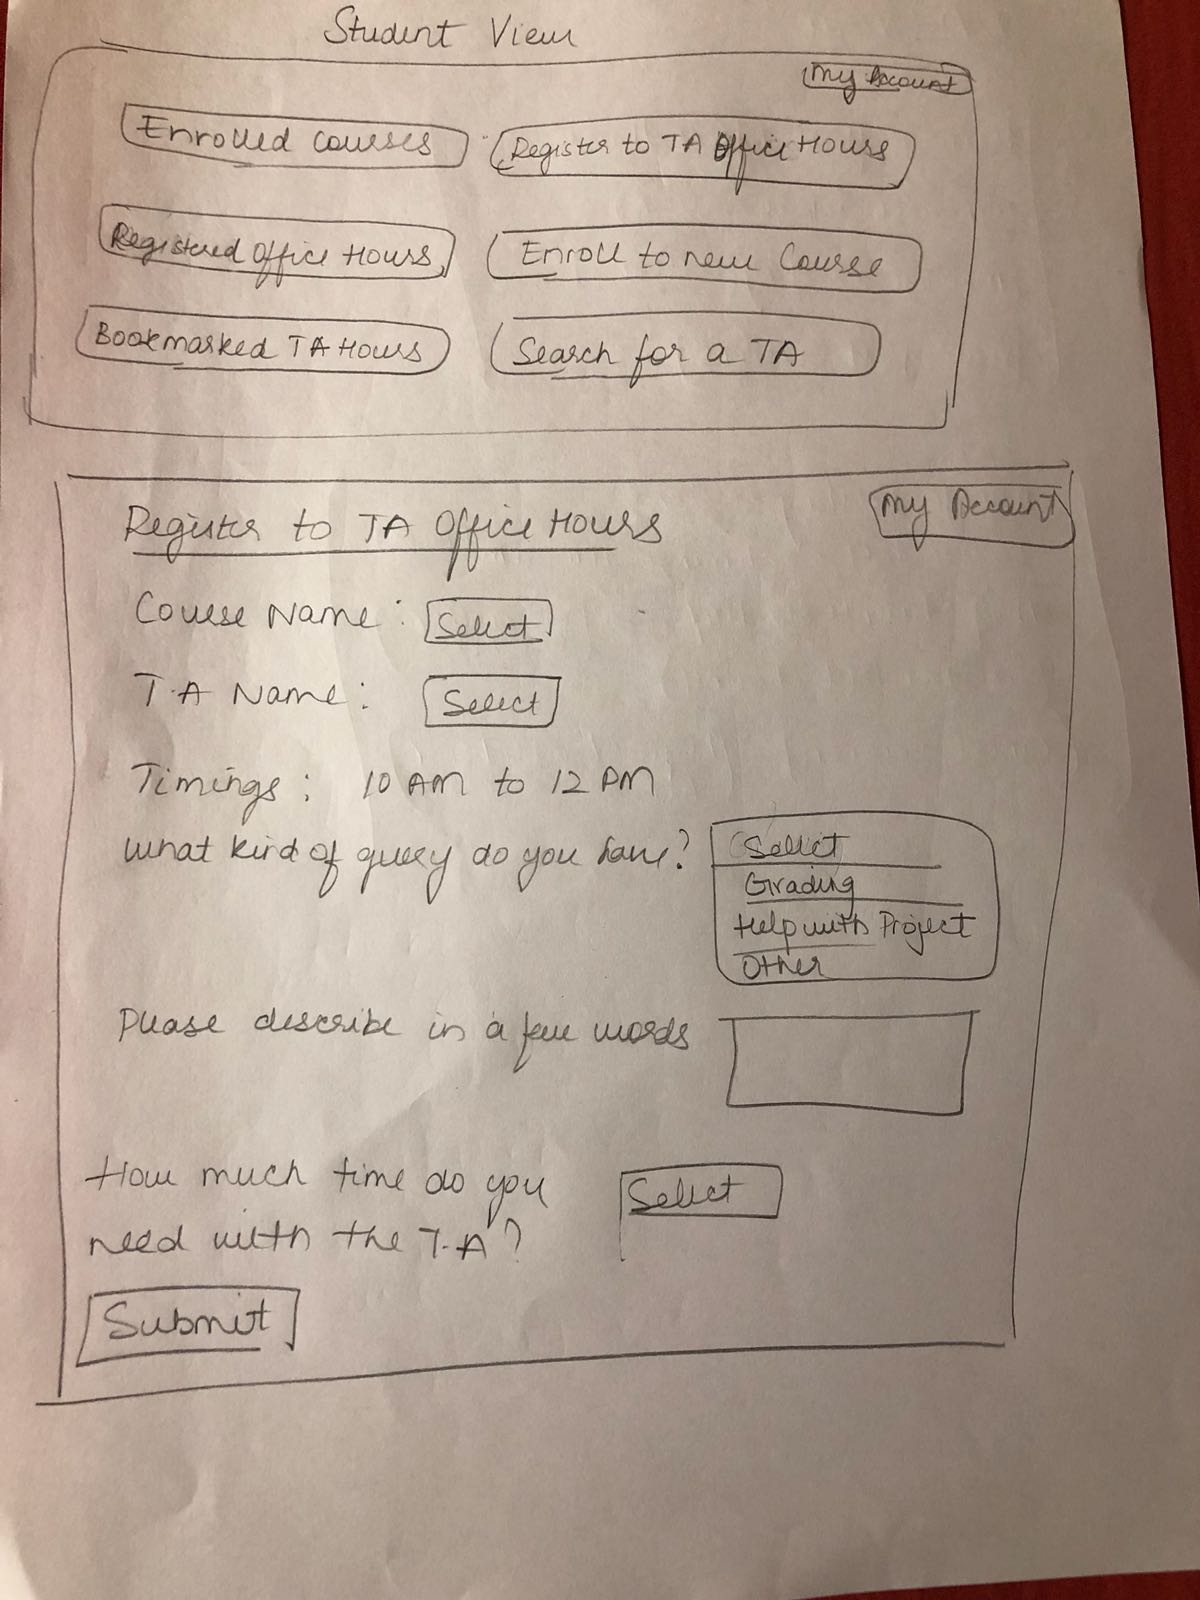 Student View
My Account
Enrolled Courses
Register to TA Office Hours
Registered Office Hours
Enroll to new Course
Bookmarked TA Hours
Search for a TA
My Account
Register to TA Office Hours
Course Name: Select
T.A Name: Select
Timings: 10 AM to 12 PM
What kind of query do you have? Select
Grading
Help with Project
Other
Please describe in a few words
How much time do you
need with the T.A? Select
Submit